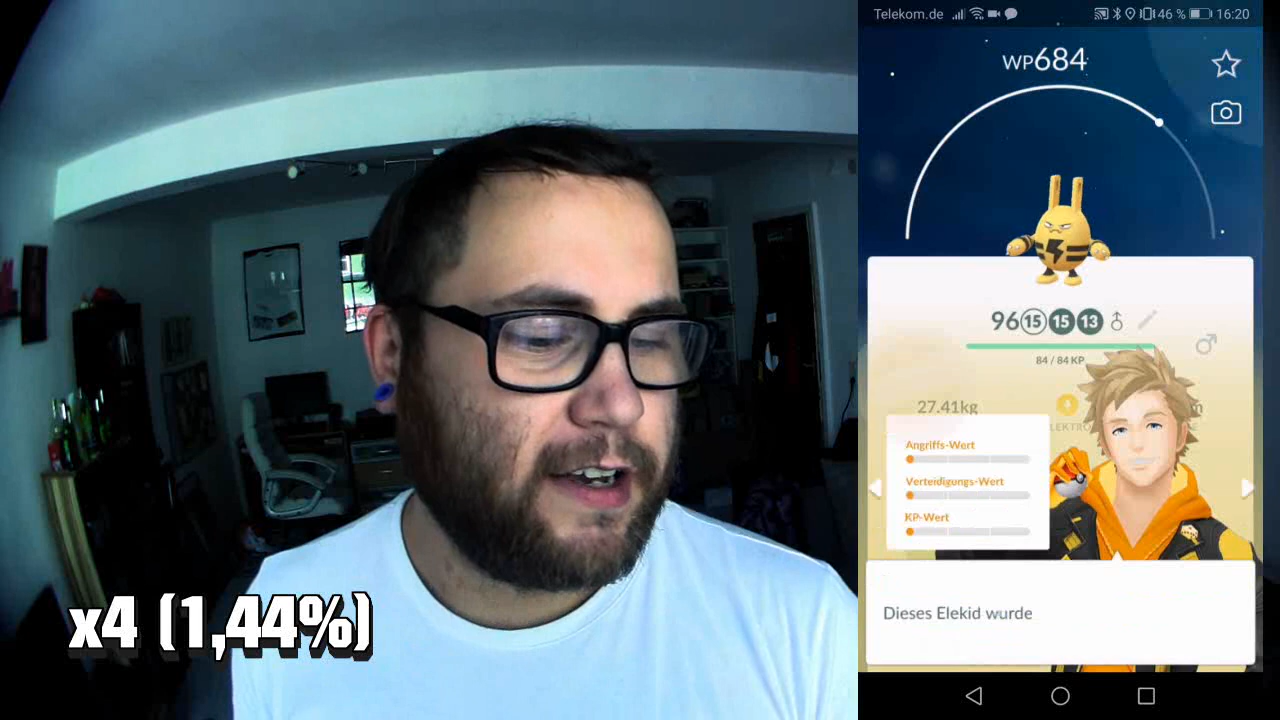 Telekom.de 46 % 16:20
WP684
96 15 15 13 ♂
84 / 84 KP
27.41kg
Angriffs-Wert
Verteidigungs-Wert
KP-Wert
Dieses Elekid wurde
x4 (1,44%)